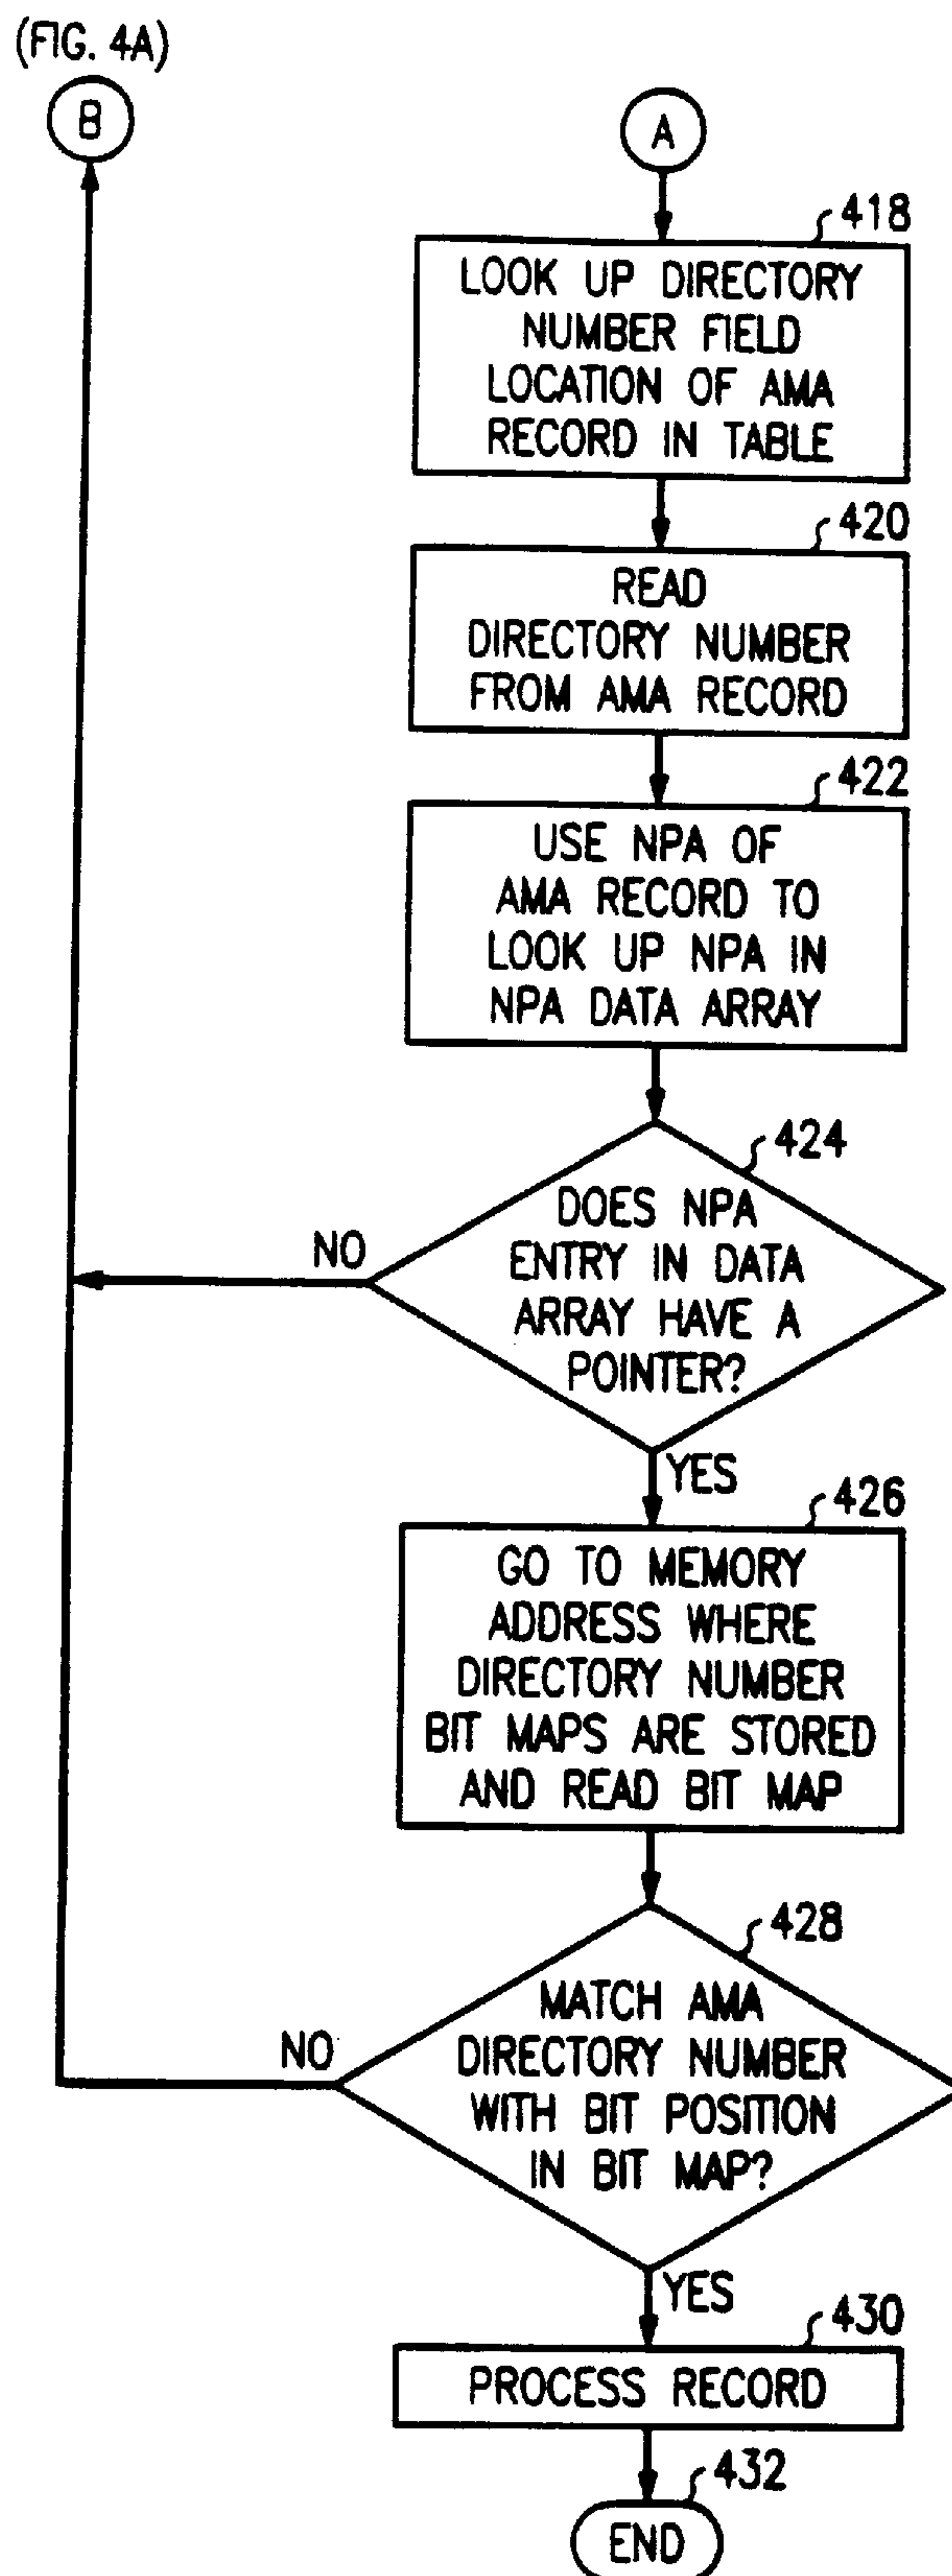 (FIG. 4A)
B
A
418
LOOK UP DIRECTORY
NUMBER FIELD
LOCATION OF AMA
RECORD IN TABLE
420
READ
DIRECTORY NUMBER
FROM AMA RECORD
422
USE NPA OF
AMA RECORD TO
LOOK UP NPA IN
NPA DATA ARRAY
424
DOES NPA
ENTRY IN DATA
ARRAY HAVE A
POINTER?
NO
YES
426
GO TO MEMORY
ADDRESS WHERE
DIRECTORY NUMBER
BIT MAPS ARE STORED
AND READ BIT MAP
428
MATCH AMA
DIRECTORY NUMBER
WITH BIT POSITION
IN BIT MAP?
NO
YES
430
PROCESS RECORD
432
END